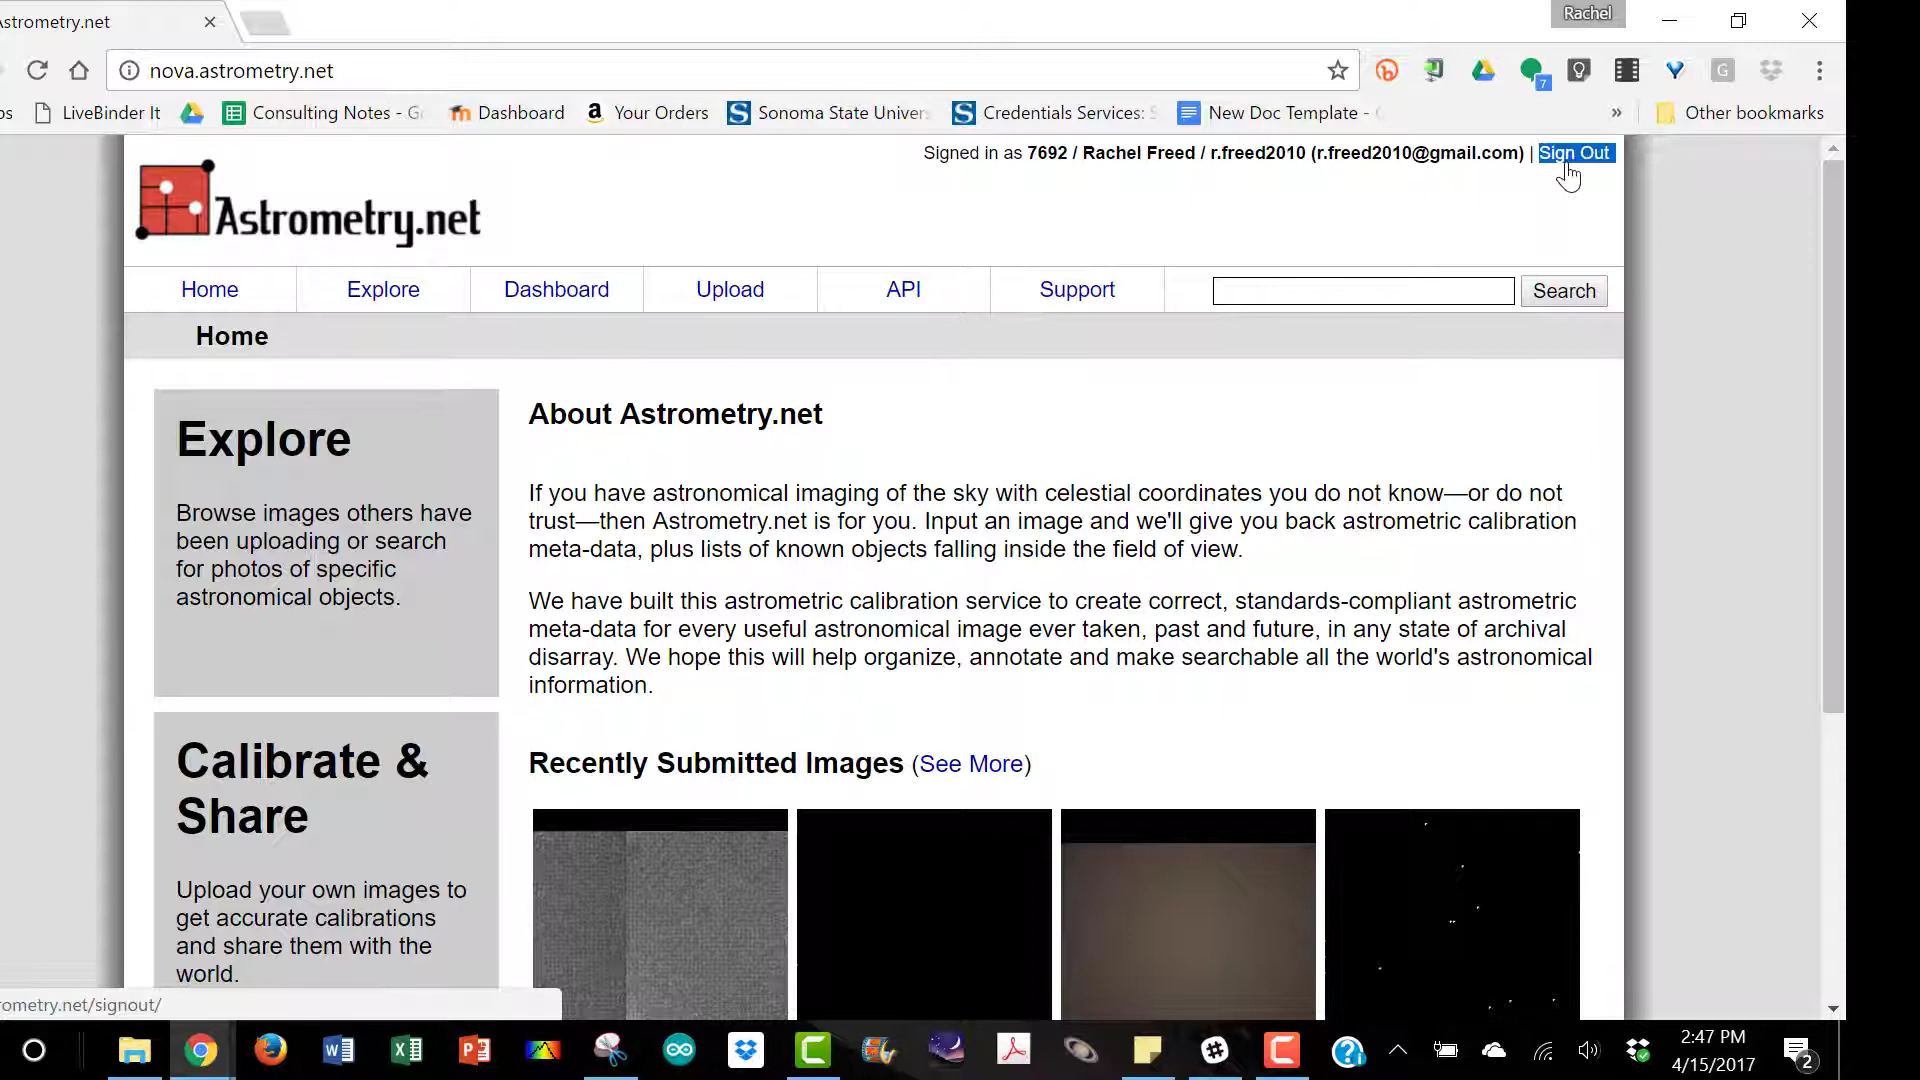 Astrometry.net
Rachel
nova.astrometry.net
7
LiveBinder It
Consulting Notes - G
Dashboard
Your Orders
Sonoma State Univer
Credentials Services:
New Doc Template -
»
Other bookmarks
Signed in as 7692 / Rachel Freed / r.freed2010 (r.freed2010@gmail.com) | Sign Out
Astrometry.net
Home
Explore
Dashboard
Upload
API
Support
Search
Home
Explore
Browse images others have
been uploading or search
for photos of specific
astronomical objects.
Calibrate &
Share
Upload your own images to
get accurate calibrations
and share them with the
world.
About Astrometry.net
If you have astronomical imaging of the sky with celestial coordinates you do not know—or do not
trust—then Astrometry.net is for you. Input an image and we'll give you back astrometric calibration
meta-data, plus lists of known objects falling inside the field of view.
We have built this astrometric calibration service to create correct, standards-compliant astrometric
meta-data for every useful astronomical image ever taken, past and future, in any state of archival
disarray. We hope this will help organize, annotate and make searchable all the world's astronomical
information.
Recently Submitted Images (See More)
rometry.net/signout/
2:47 PM
4/15/2017
2